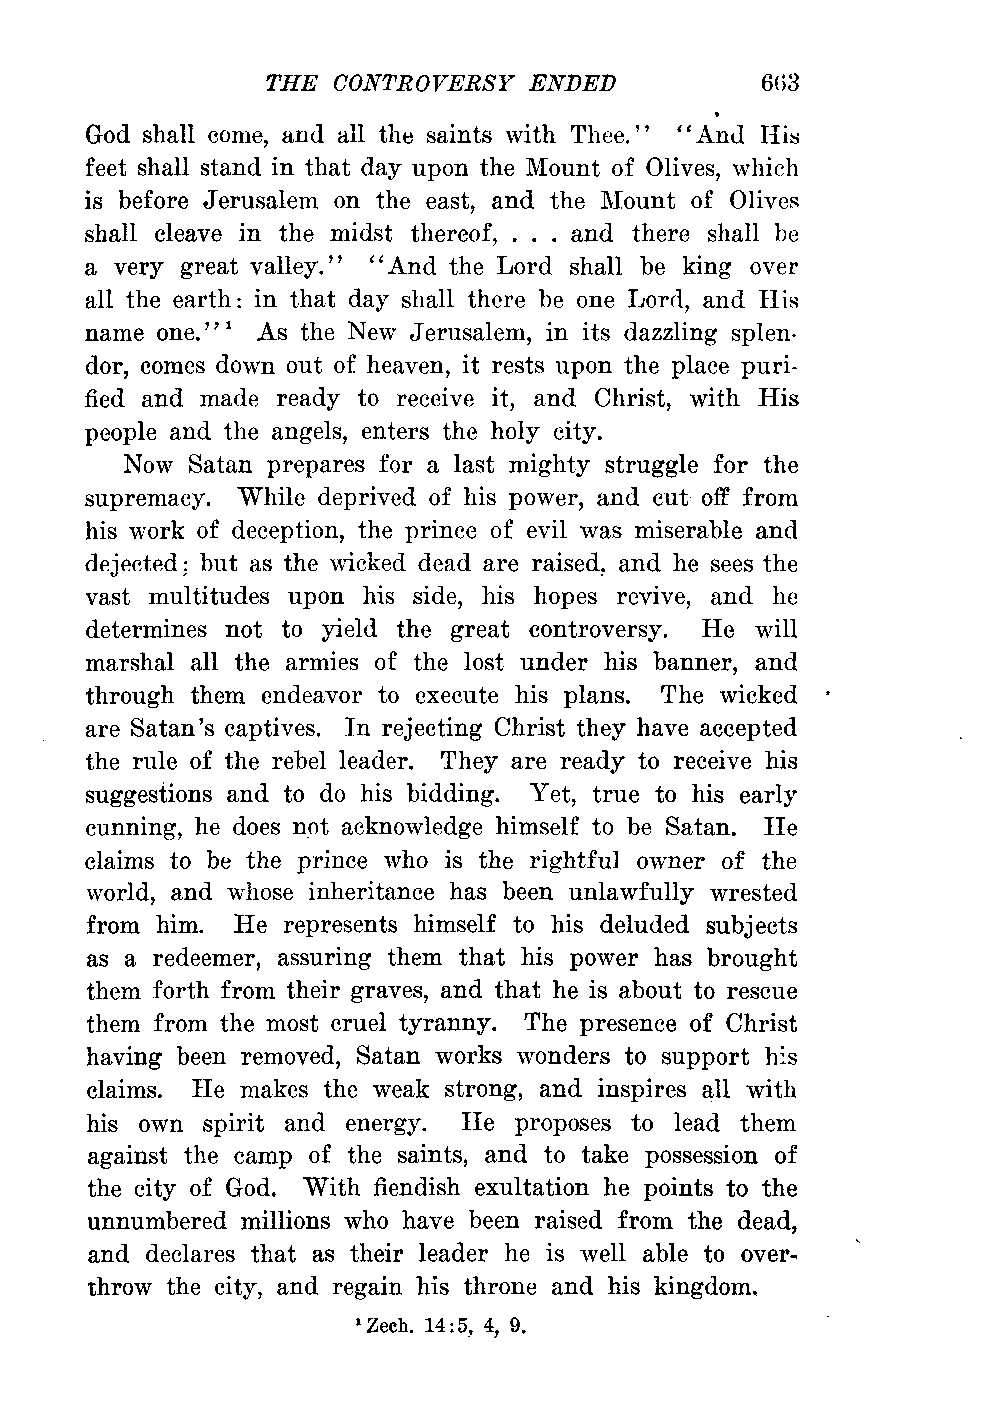 THE CONTROVERSY ENDED 663
God shall come, and all the saints with Thee.'' ''And His
feet shall stand in that day upon the Mount of Olives, which
is before Jerusalem on the east, and the Mount of Olives
shall cleave in the midst thereof, . . . and there shall be
a very great valley.'' ''And the Lord shall be king over
all the earth: in that day shall there be one Lord, and His
name one.''¹ As the New Jerusalem, in its dazzling splen-
dor, comes down out of heaven, it rests upon the place puri-
fied and made ready to receive it, and Christ, with His
people and the angels, enters the holy city.
Now Satan prepares for a last mighty struggle for the
supremacy. While deprived of his power, and cut off from
his work of deception, the prince of evil was miserable and
dejected; but as the wicked dead are raised, and he sees the
vast multitudes upon his side, his hopes revive, and he
determines not to yield the great controversy. He will
marshal all the armies of the lost under his banner, and
through them endeavor to execute his plans. The wicked
are Satan's captives. In rejecting Christ they have accepted
the rule of the rebel leader. They are ready to receive his
suggestions and to do his bidding. Yet, true to his early
cunning, he does not acknowledge himself to be Satan. He
claims to be the prince who is the rightful owner of the
world, and whose inheritance has been unlawfully wrested
from him. He represents himself to his deluded subjects
as a redeemer, assuring them that his power has brought
them forth from their graves, and that he is about to rescue
them from the most cruel tyranny. The presence of Christ
having been removed, Satan works wonders to support his
claims. He makes the weak strong, and inspires all with
his own spirit and energy. He proposes to lead them
against the camp of the saints, and to take possession of
the city of God. With fiendish exultation he points to the
unnumbered millions who have been raised from the dead,
and declares that as their leader he is well able to over-
throw the city, and regain his throne and his kingdom.
¹ Zech. 14:5, 4, 9.